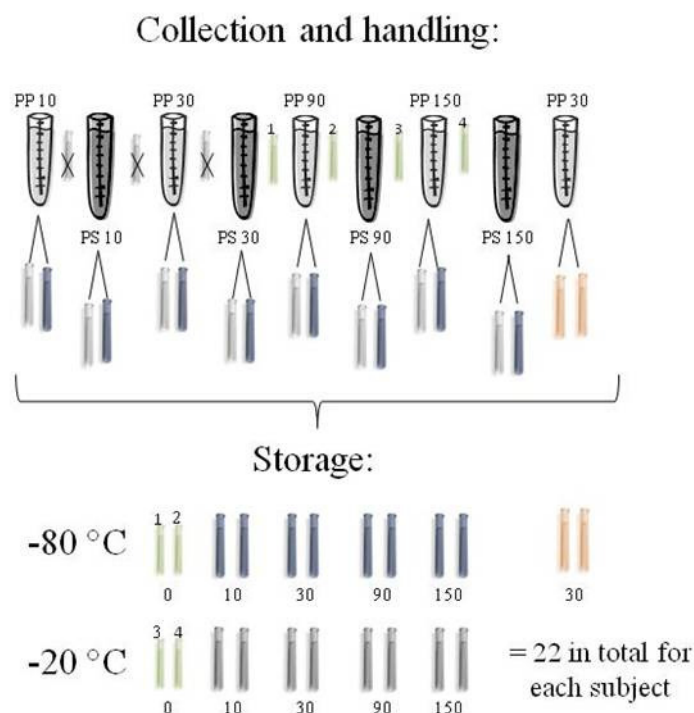 Collection and handling:
PP 10 PP 30 PP 90 PP 150 PP 30
1 2 3 4
PS 10 PS 30 PS 90 PS 150
Storage:
1 2
-80 °C
0 10 30 90 150 30
3 4
-20 °C
= 22 in total for
each subject
0 10 30 90 150